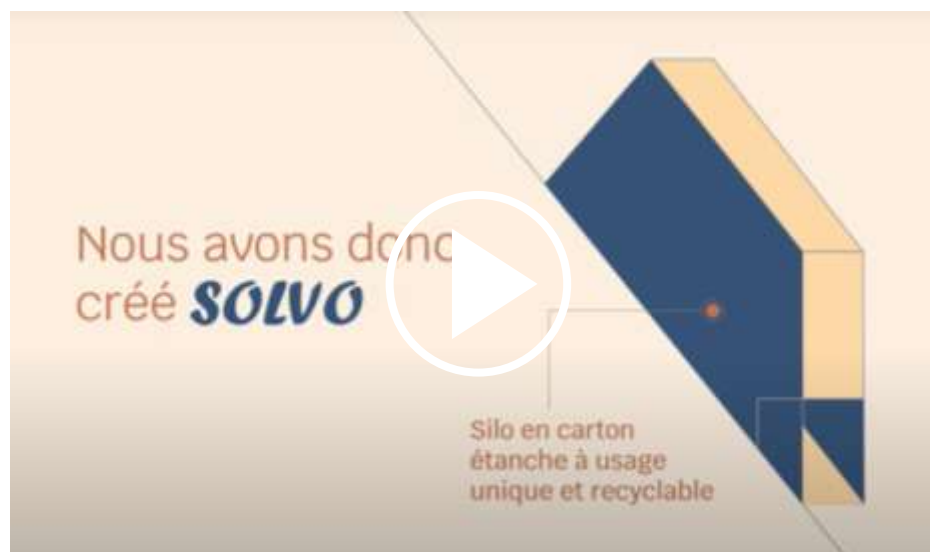 Nous avons donc
créé SOLVO
Silo en carton
étanche à usage
unique et recyclable